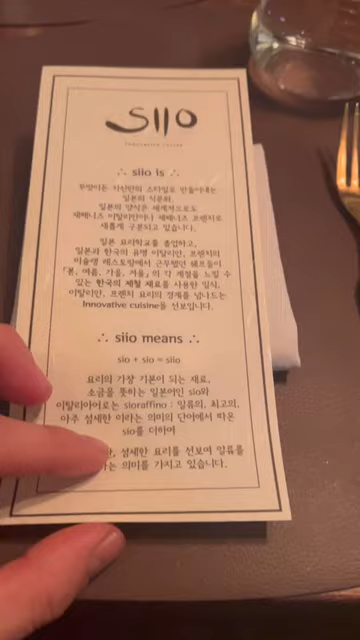 siio
Innovative cuisine
∴ siio is ∴
무엇이든 자신만의 스타일로 만들어내는
일본의 식문화.
일본의 양식은 세계적으로도
재패니즈 이탈리안이나 재패니즈 프렌치로
새롭게 구분되고 있습니다.
일본 요리학교를 졸업하고,
일본과 한국의 유명 이탈리안, 프렌치의
미슐랭 레스토랑에서 근무했던 셰프들이
「봄, 여름, 가을, 겨울」의 각 계절을 느낄 수
있는 한국의 제철 재료를 사용한 일식,
이탈리안, 프렌치 요리의 경계를 넘나드는
Innovative cuisine을 선보입니다.
∴ siio means ∴
sio + sio = siio
요리의 가장 기본이 되는 재료,
소금을 뜻하는 일본어인 sio와
이탈리아어로는 sioraffino : 일류의, 최고의,
아주 섬세한 이라는 의미의 단어에서 따온
sio를 더하여
섬세한 요리를 선보여 일류를
는 의미를 가지고 있습니다.